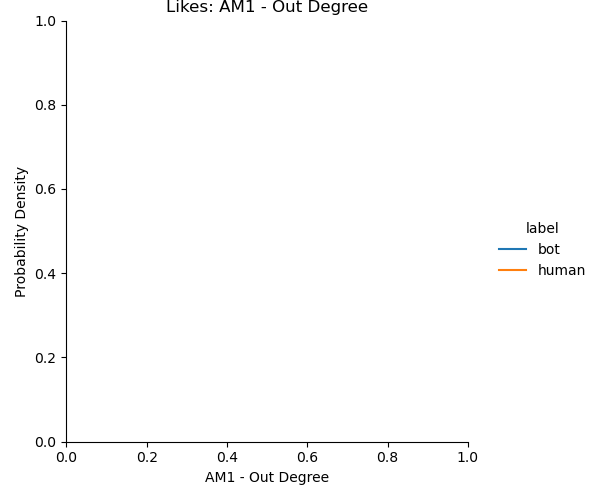 Likes: AM1 - Out Degree
1.0
0.8
0.6
0.4
0.2
0.0
Probability Density
0.0 0.2 0.4 0.6 0.8 1.0
AM1 - Out Degree
label
bot
human